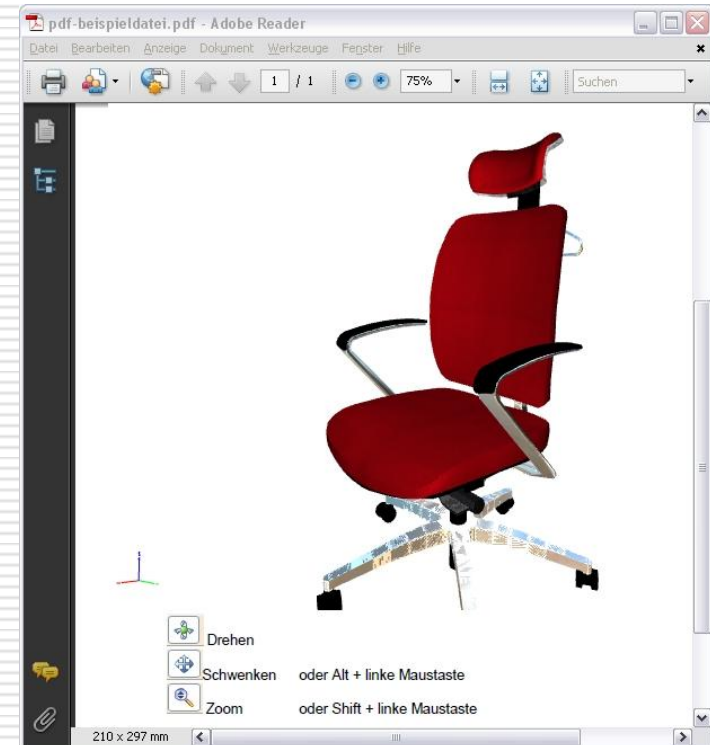 pdf-beispieldatei.pdf - Adobe Reader
Datei Bearbeiten Anzeige Dokument Werkzeuge Fenster Hilfe
1 / 1 75% Suchen
Drehen
Schwenken oder Alt + linke Maustaste
Zoom oder Shift + linke Maustaste
210 x 297 mm